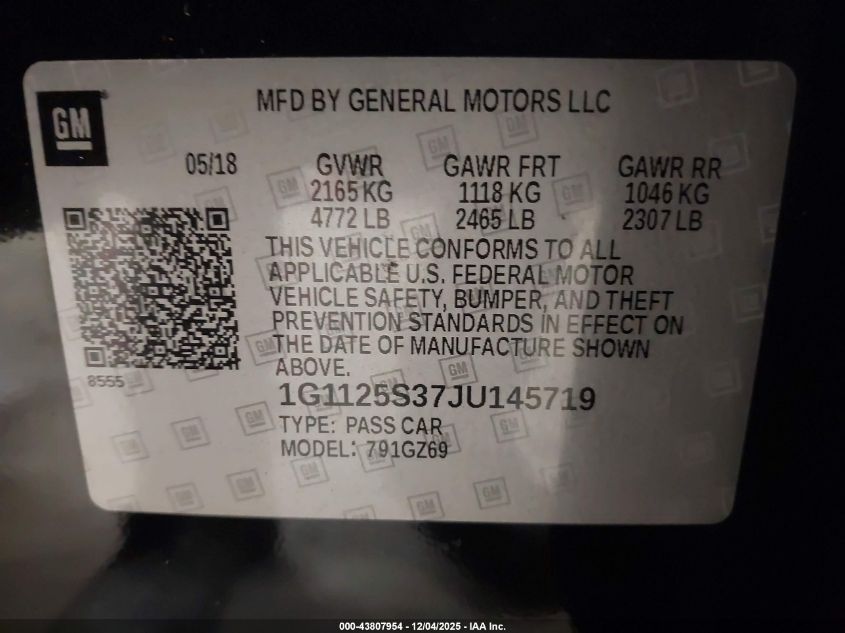 MFD BY GENERAL MOTORS LLC
GM
05/18 GVWR GAWR FRT GAWR RR
2165 KG 1118 KG 1046 KG
4772 LB 2465 LB 2307 LB
THIS VEHICLE CONFORMS TO ALL
APPLICABLE U.S. FEDERAL MOTOR
VEHICLE SAFETY, BUMPER, AND THEFT
PREVENTION STANDARDS IN EFFECT ON
THE DATE OF MANUFACTURE SHOWN
ABOVE.
8555
1G1125S37JU145719
TYPE: PASS CAR
MODEL: 791GZ69
000-43807954 - 12/04/2025 - IAA Inc.